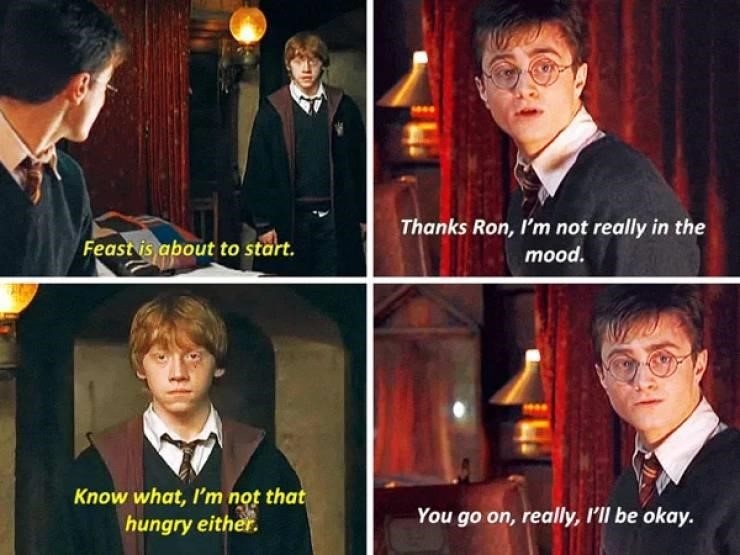 Feast is about to start.
Thanks Ron, I'm not really in the
mood.
Know what, I'm not that
hungry either.
You go on, really, I'll be okay.